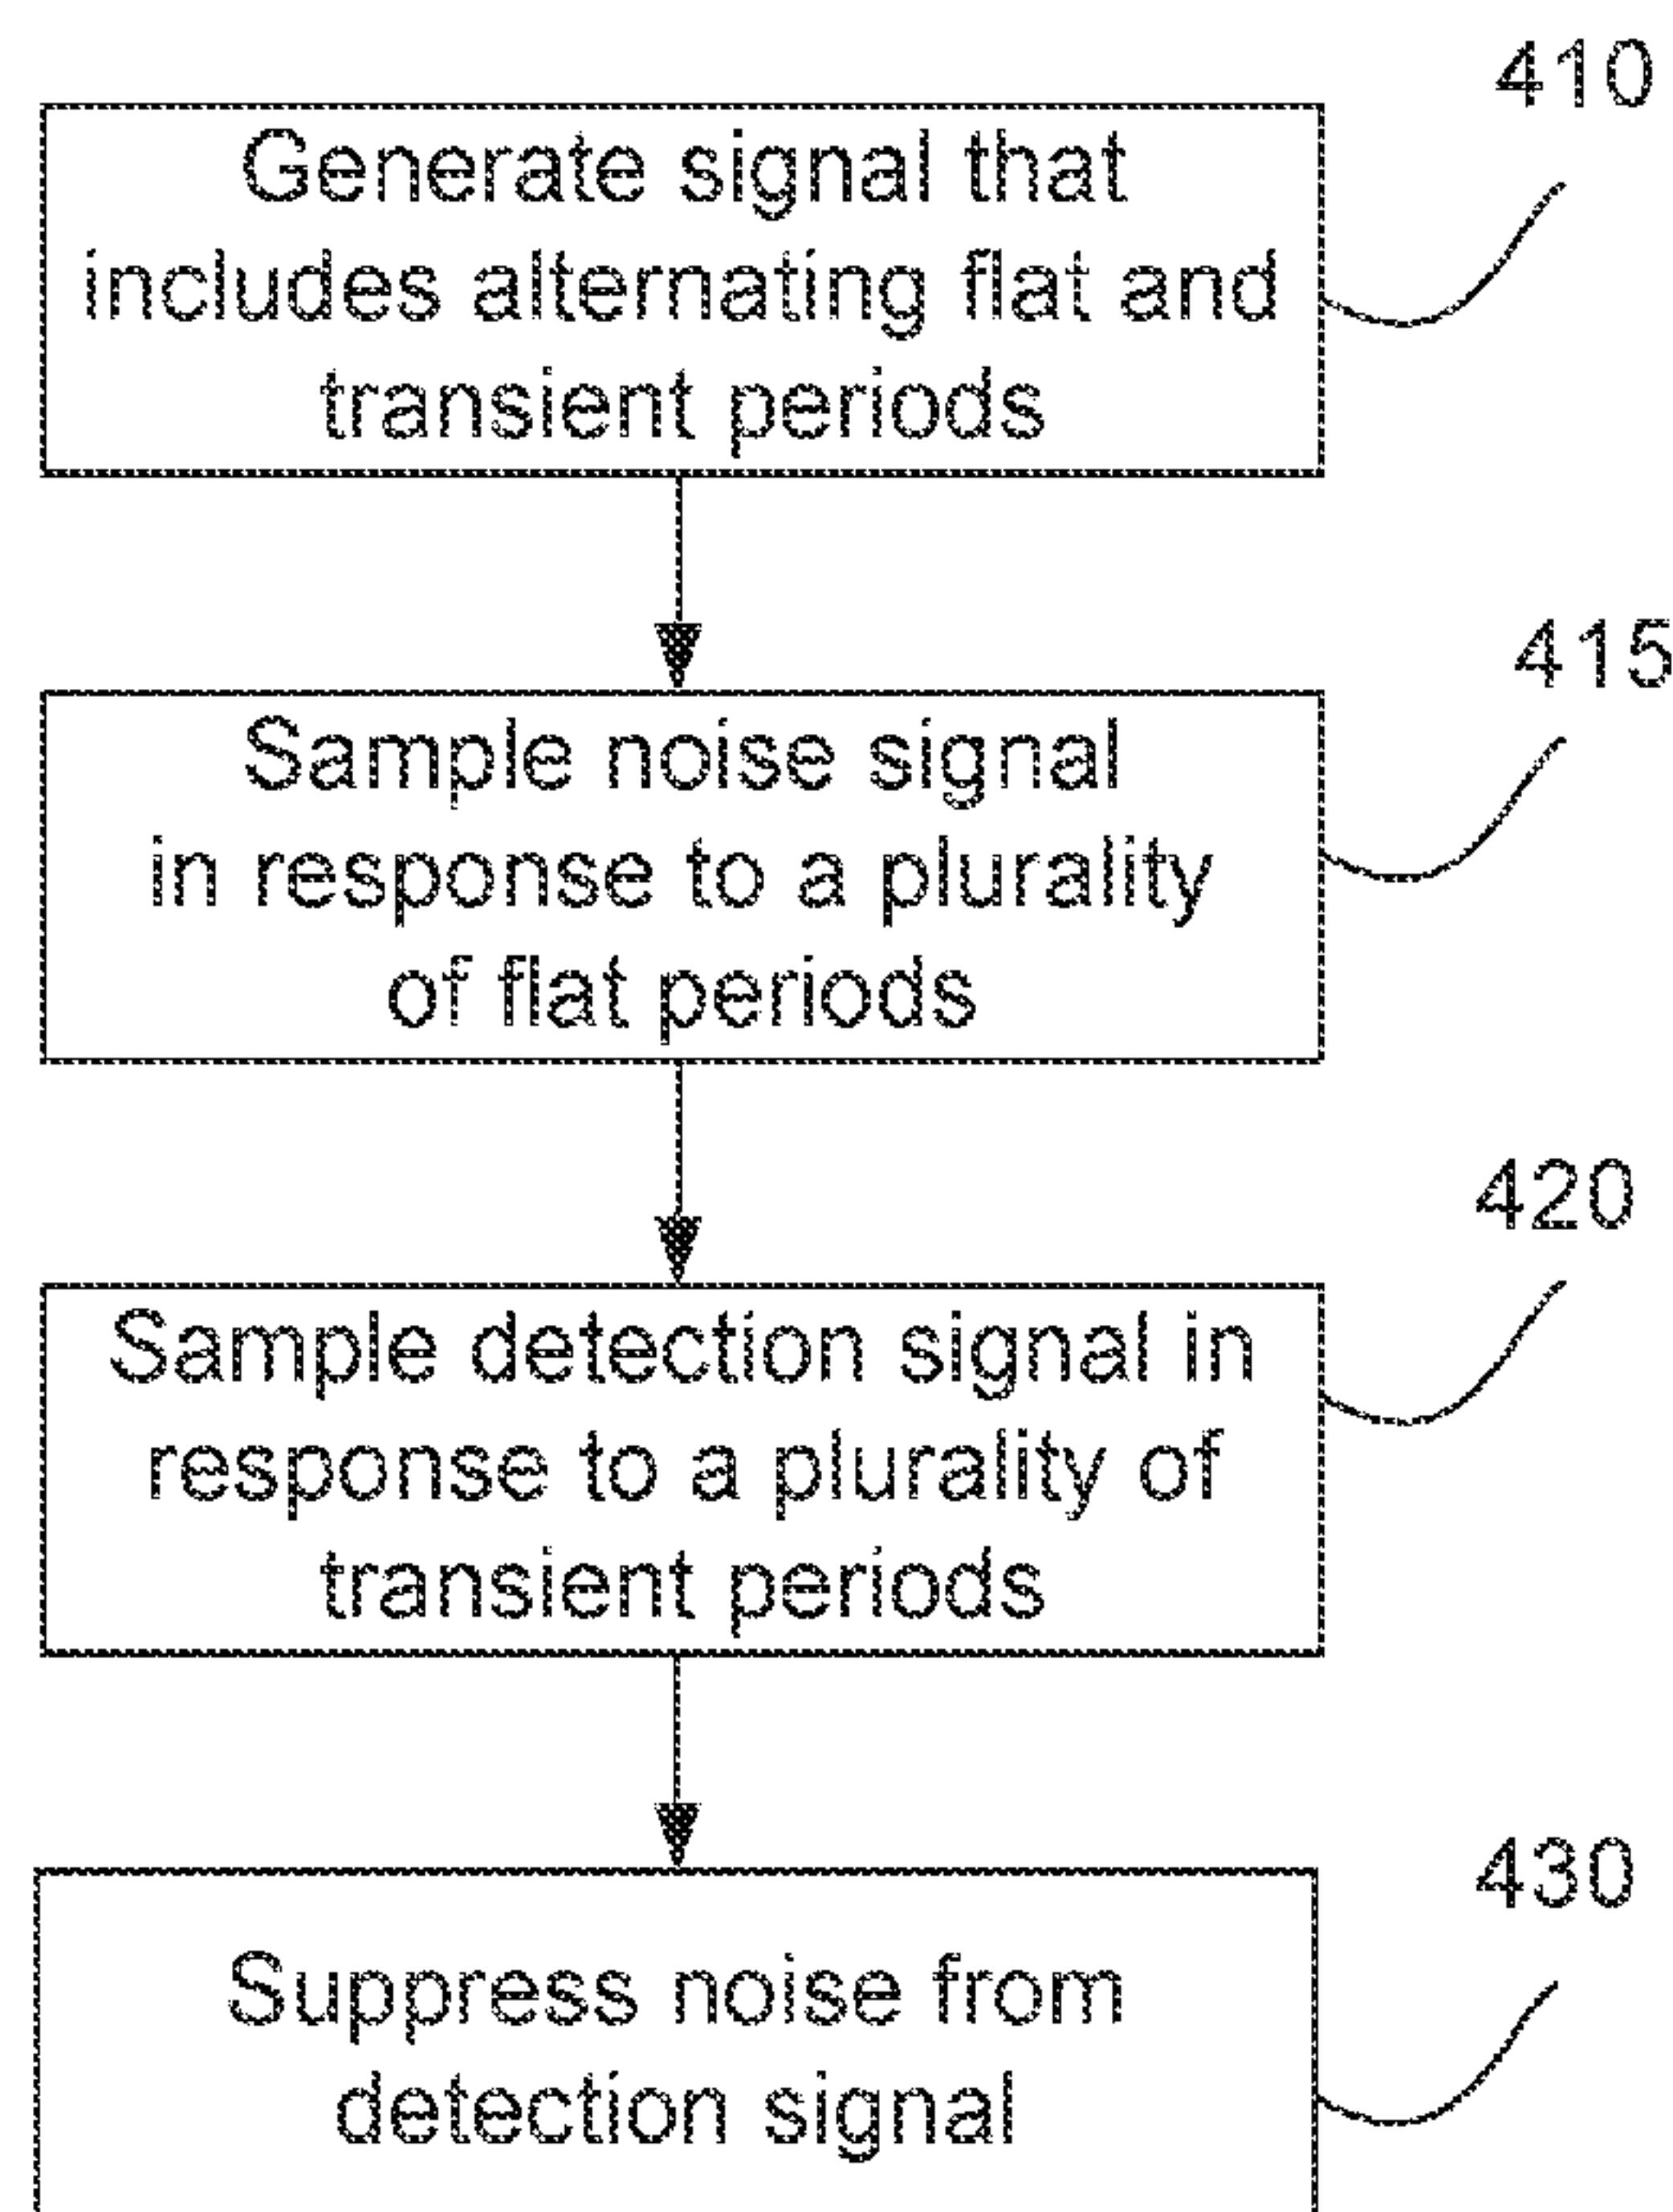 410
Generate signal that
includes alternating flat and
transient periods
415
Sample noise signal
in response to a plurality
of flat periods
420
Sample detection signal in
response to a plurality of
transient periods
430
Suppress noise from
detection signal